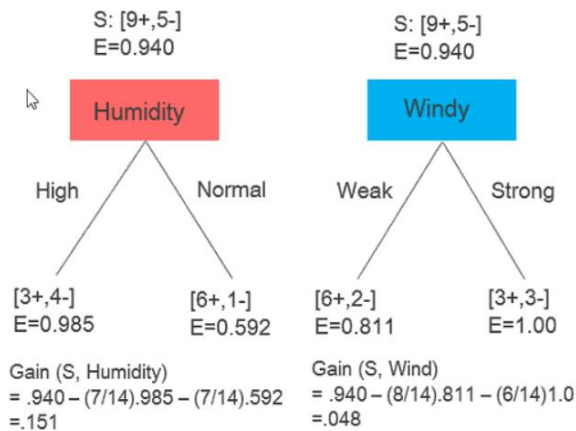 S: [9+,5-]
E=0.940
Humidity
High
Normal
[3+,4-]
E=0.985
[6+,1-]
E=0.592
Gain (S, Humidity)
= .940 – (7/14).985 – (7/14).592
=.151
S: [9+,5-]
E=0.940
Windy
Weak
Strong
[6+,2-]
E=0.811
[3+,3-]
E=1.00
Gain (S, Wind)
= .940 – (8/14).811 – (6/14)1.0
=.048